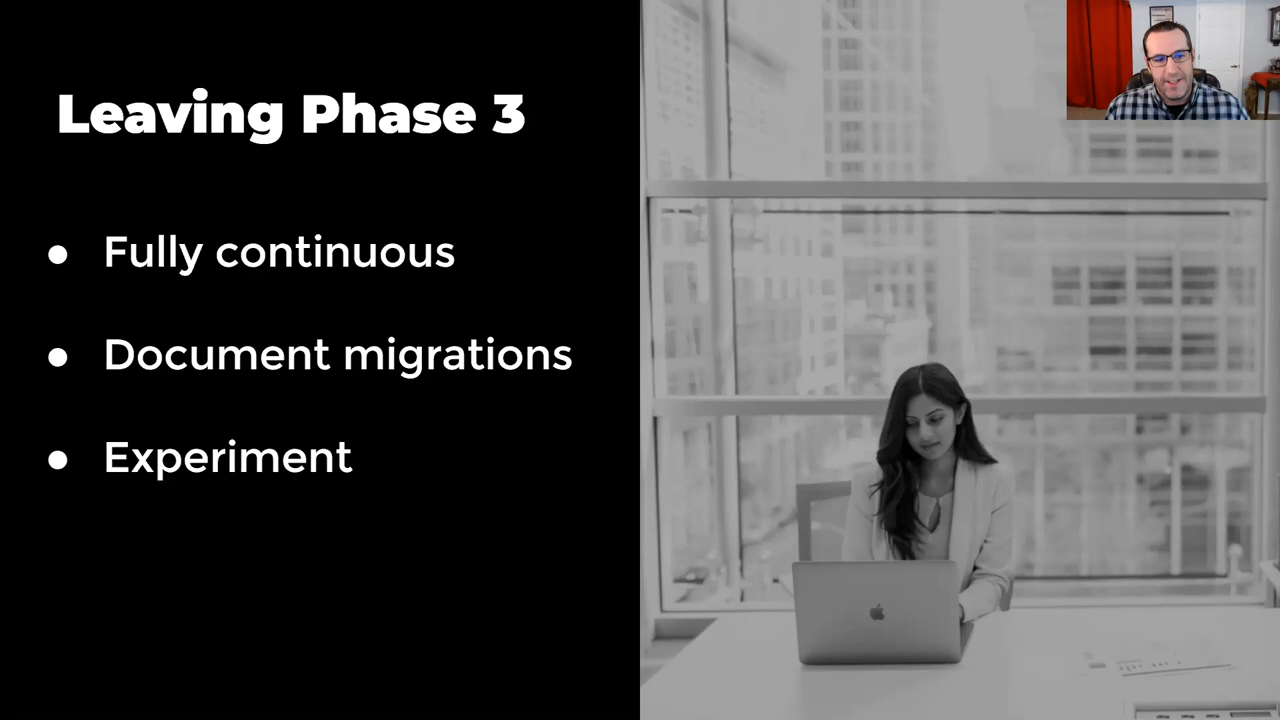 Leaving Phase 3
● Fully continuous
● Document migrations
● Experiment